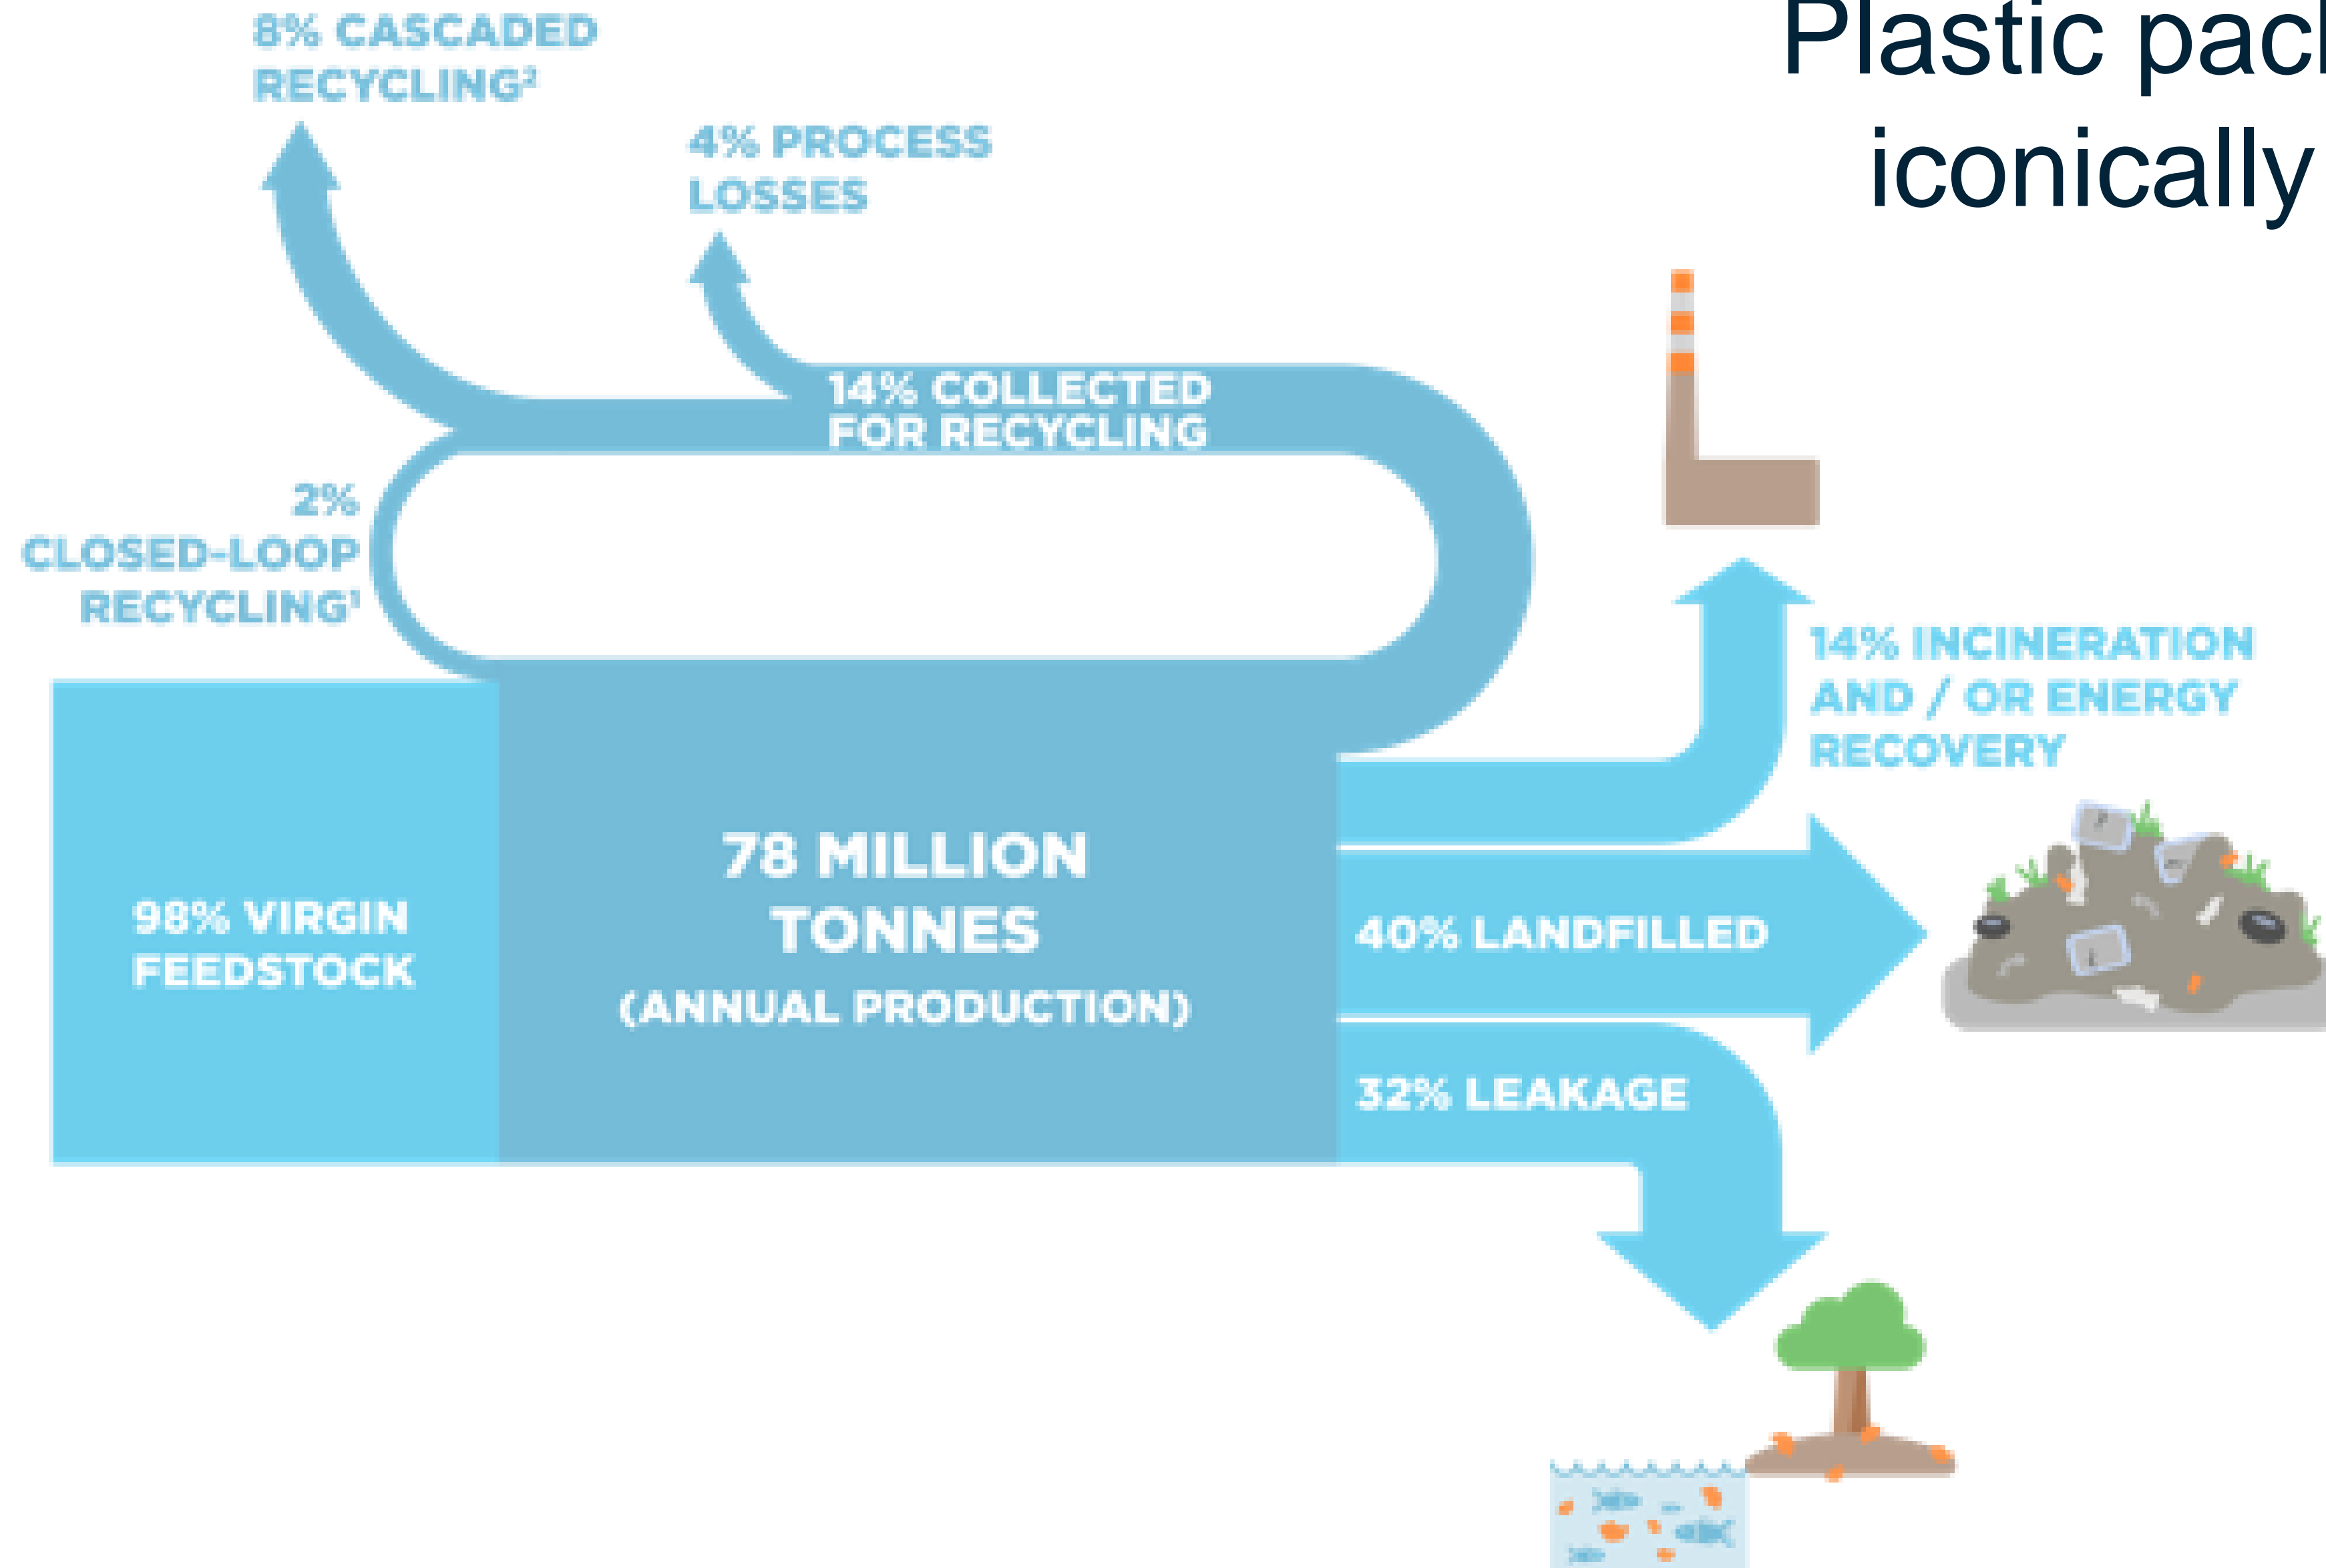 Plastic pack
iconically
8% CASCADED
RECYCLING²
4% PROCESS
LOSSES
14% COLLECTED
FOR RECYCLING
2%
CLOSED-LOOP
RECYCLING¹
14% INCINERATION
AND / OR ENERGY
RECOVERY
78 MILLION
TONNES
(ANNUAL PRODUCTION)
98% VIRGIN
FEEDSTOCK
40% LANDFILLED
32% LEAKAGE